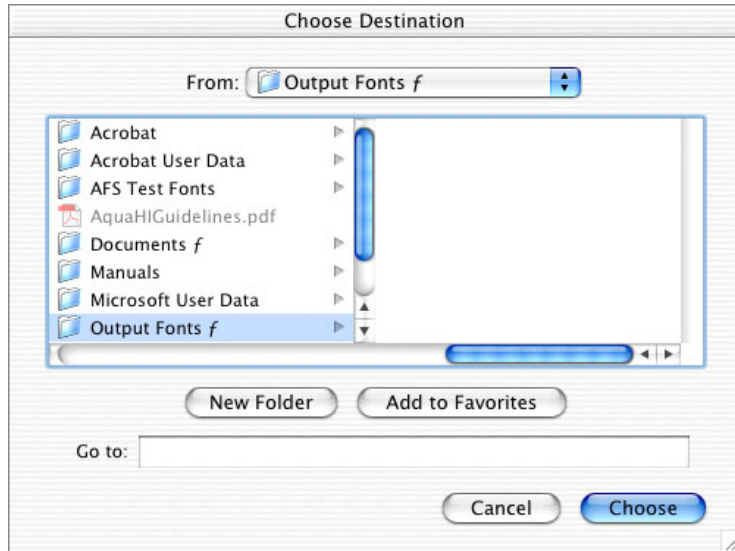 Choose Destination
From: Output Fonts ƒ
Acrobat
Acrobat User Data
AFS Test Fonts
AquaHIGuidelines.pdf
Documents ƒ
Manuals
Microsoft User Data
Output Fonts ƒ
New Folder Add to Favorites
Go to:
Cancel Choose